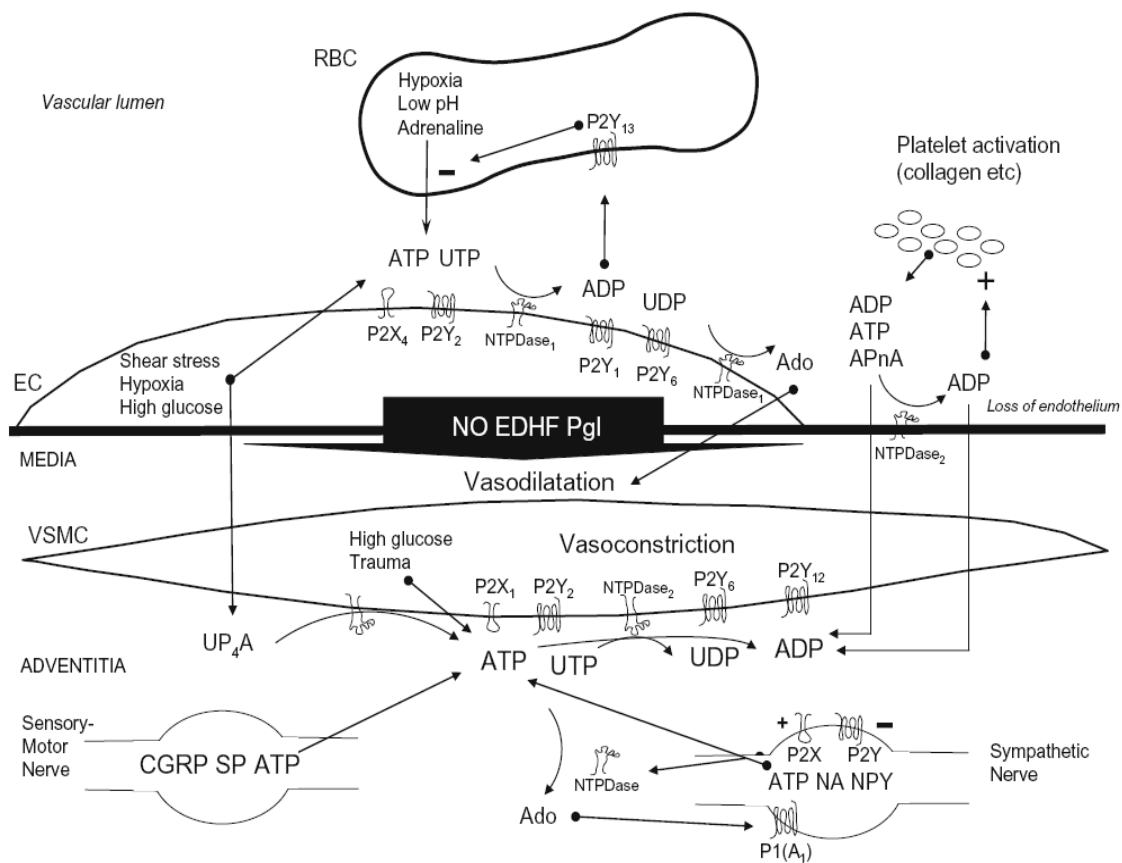 RBC
Vascular lumen
Hypoxia
Low pH
Adrenaline
P2Y13
Platelet activation
(collagen etc)
ATP UTP
ADP
UDP
P2X4
P2Y2
NTPDase1
P2Y1
P2Y6
NTPDase1
Ado
+
ADP
ATP
APnA
ADP
EC
Shear stress
Hypoxia
High glucose
NO EDHF PgI
Loss of endothelium
NTPDase2
MEDIA
Vasodilatation
VSMC
High glucose
Trauma
Vasoconstriction
P2X1
P2Y2
NTPDase2
P2Y6
P2Y12
UP4A
ATP
UTP
UDP
ADP
ADVENTITIA
Sensory-
Motor
Nerve
CGRP SP ATP
NTPDase
Ado
+
P2X
P2Y
ATP NA NPY
P1(A1)
Sympathetic
Nerve